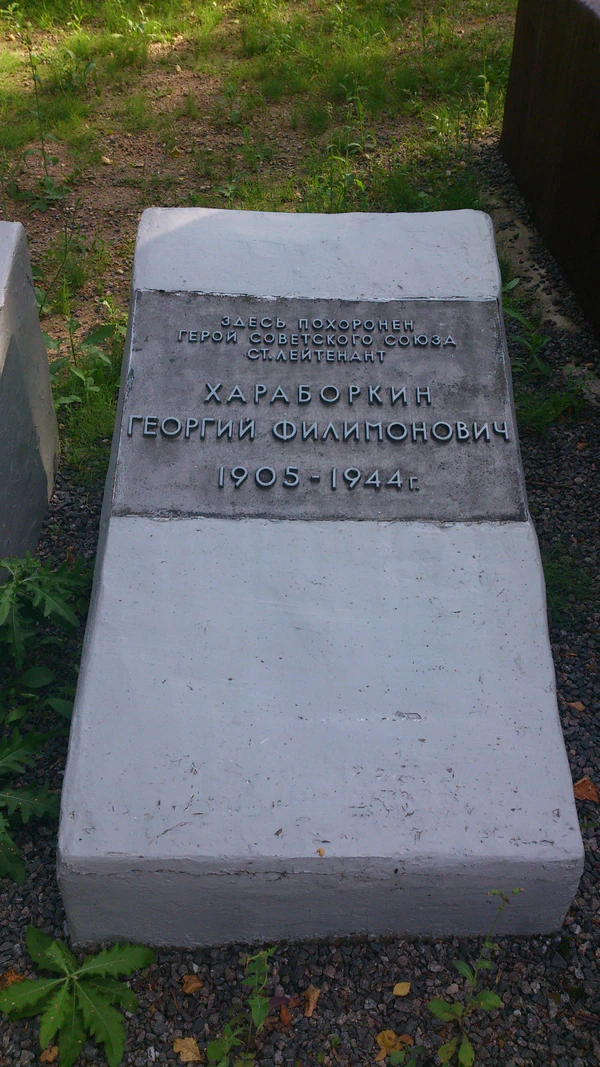 ЗДЕСЬ ПОХОРОНЕН
ГЕРОЙ СОВЕТСКОГО СОЮЗА
СТ. ЛЕЙТЕНАНТ
ХАРАБОРКИН
ГЕОРГИЙ ФИЛИМОНОВИЧ
1905-1944 г.